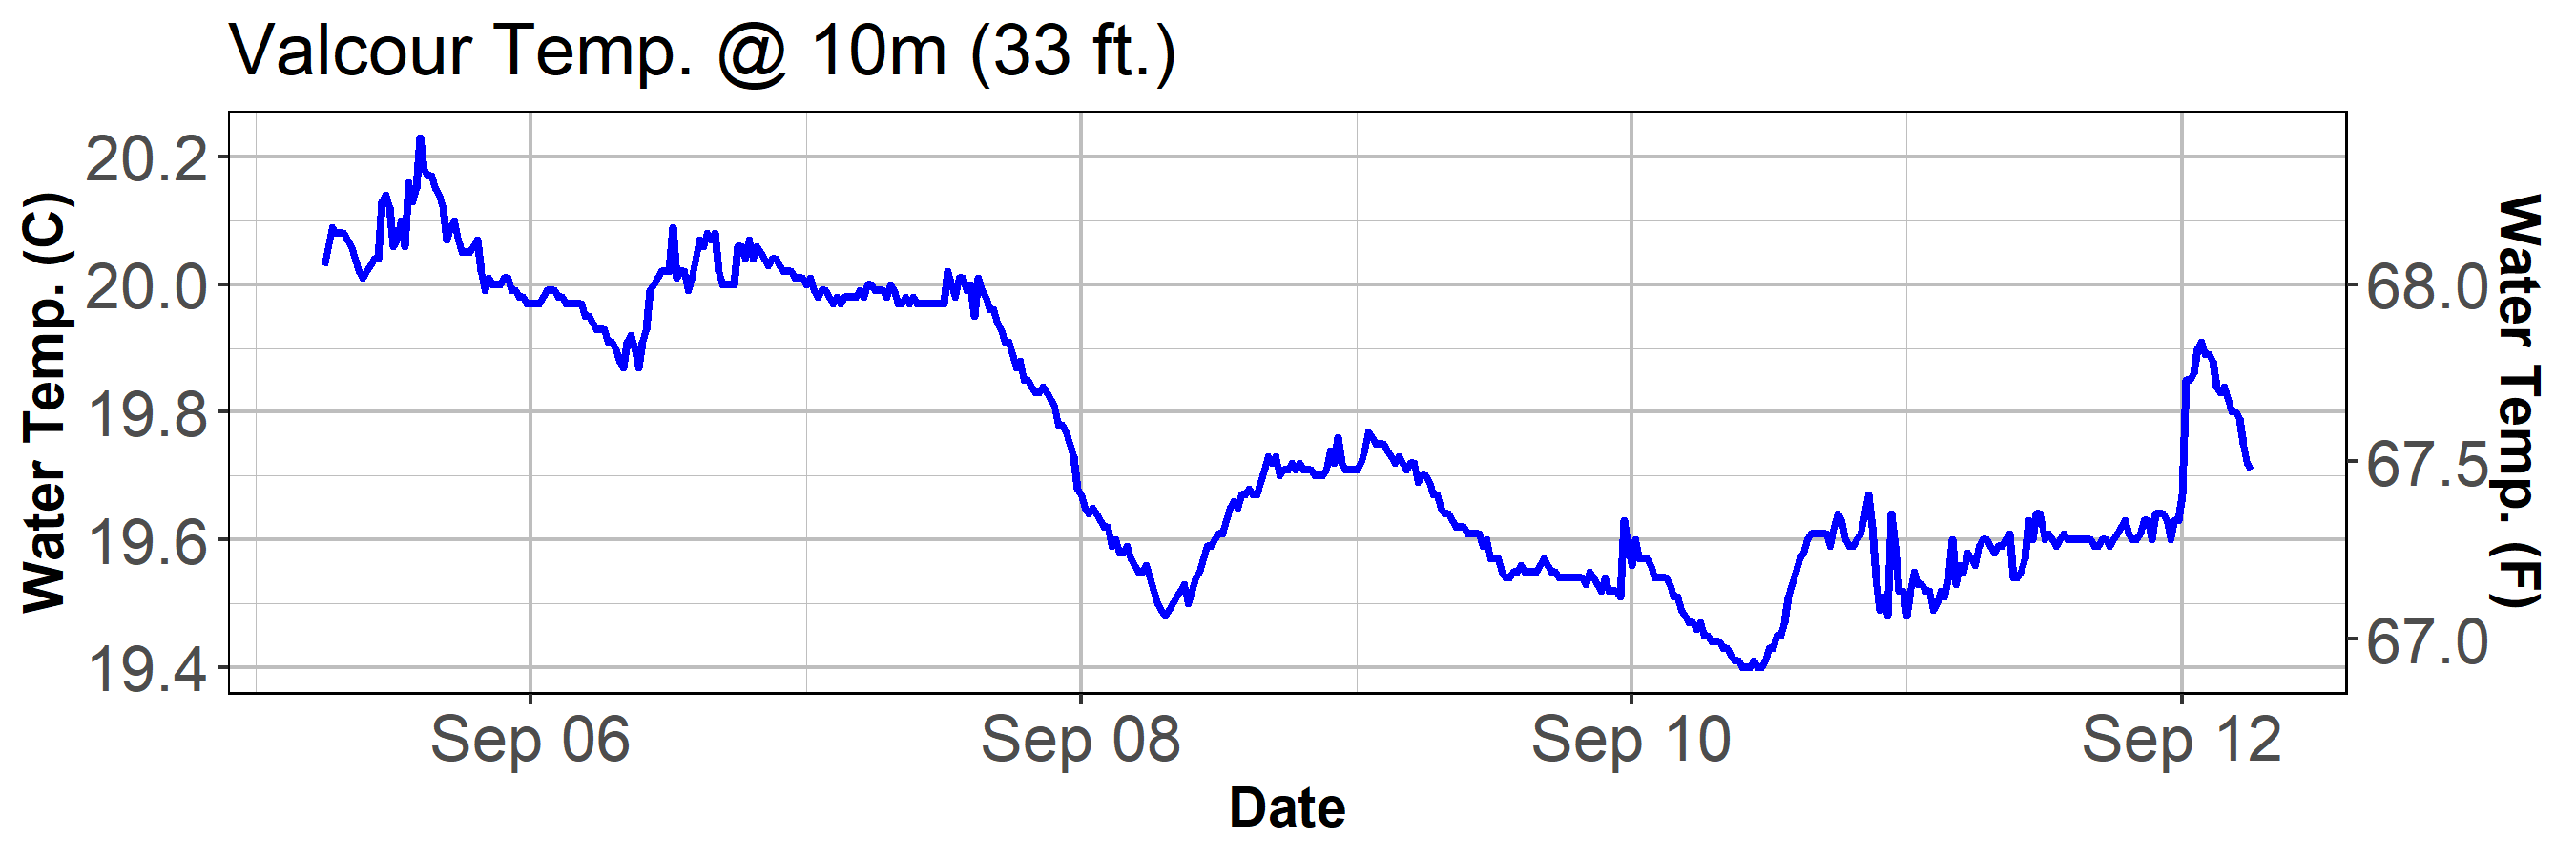 Valcour Temp. @ 10m (33 ft.)
Water Temp. (C)
20.2
20.0
19.8
19.6
19.4
Water Temp. (F)
68.0
67.5
67.0
Sep 06
Sep 08
Sep 10
Sep 12
Date